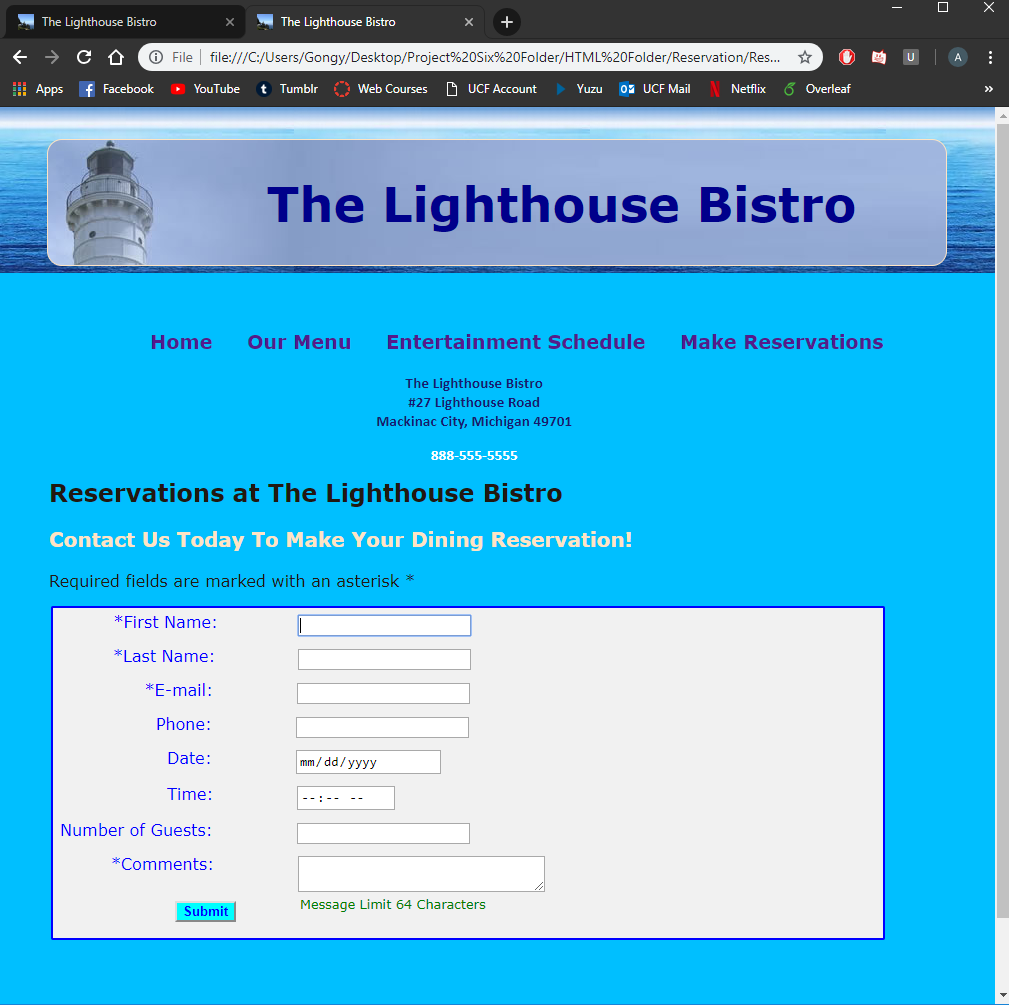 The Lighthouse Bistro
The Lighthouse Bistro
File file:///C:/Users/Gongy/Desktop/Project%20Six%20Folder/HTML%20Folder/Reservation/Res...
U A
Apps Facebook YouTube Tumblr Web Courses UCF Account Yuzu UCF Mail Netflix Overleaf »
The Lighthouse Bistro
Home Our Menu Entertainment Schedule Make Reservations
The Lighthouse Bistro
#27 Lighthouse Road
Mackinac City, Michigan 49701
888-555-5555
Reservations at The Lighthouse Bistro
Contact Us Today To Make Your Dining Reservation!
Required fields are marked with an asterisk *
*First Name:
*Last Name:
*E-mail:
Phone:
Date: mm/dd/yyyy
Time: --:-- --
Number of Guests:
*Comments:
Message Limit 64 Characters
Submit